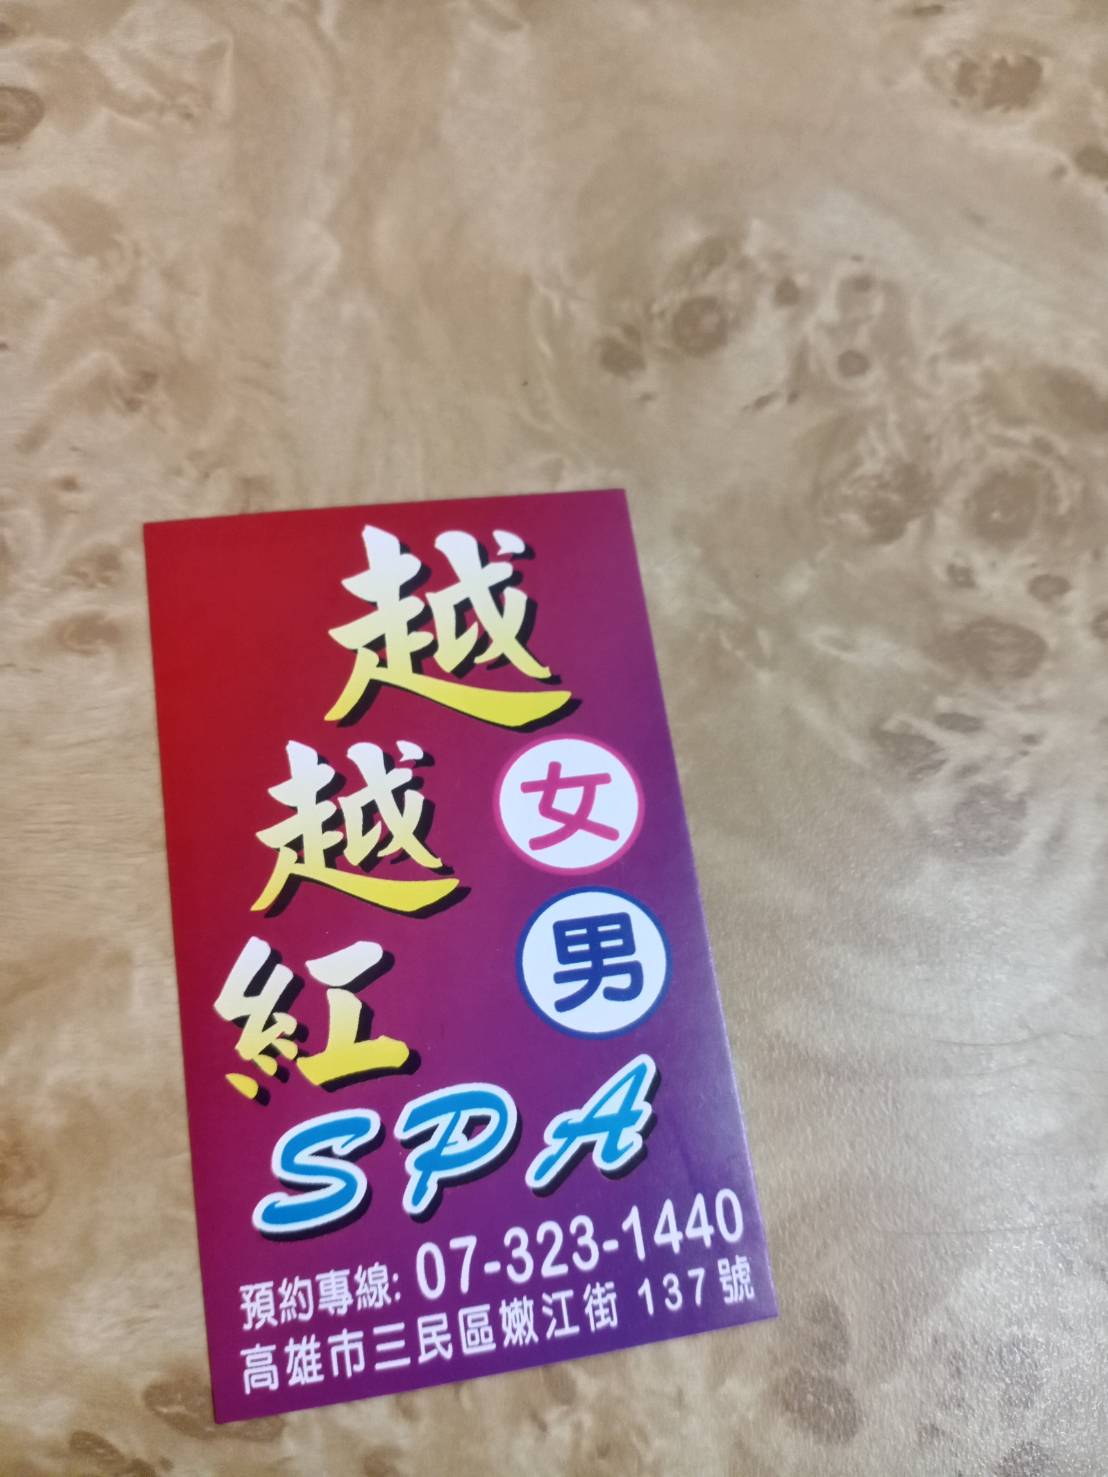 越越紅
女
男
SPA
預約專線: 07-323-1440
高雄市三民區嫩江街 137 號